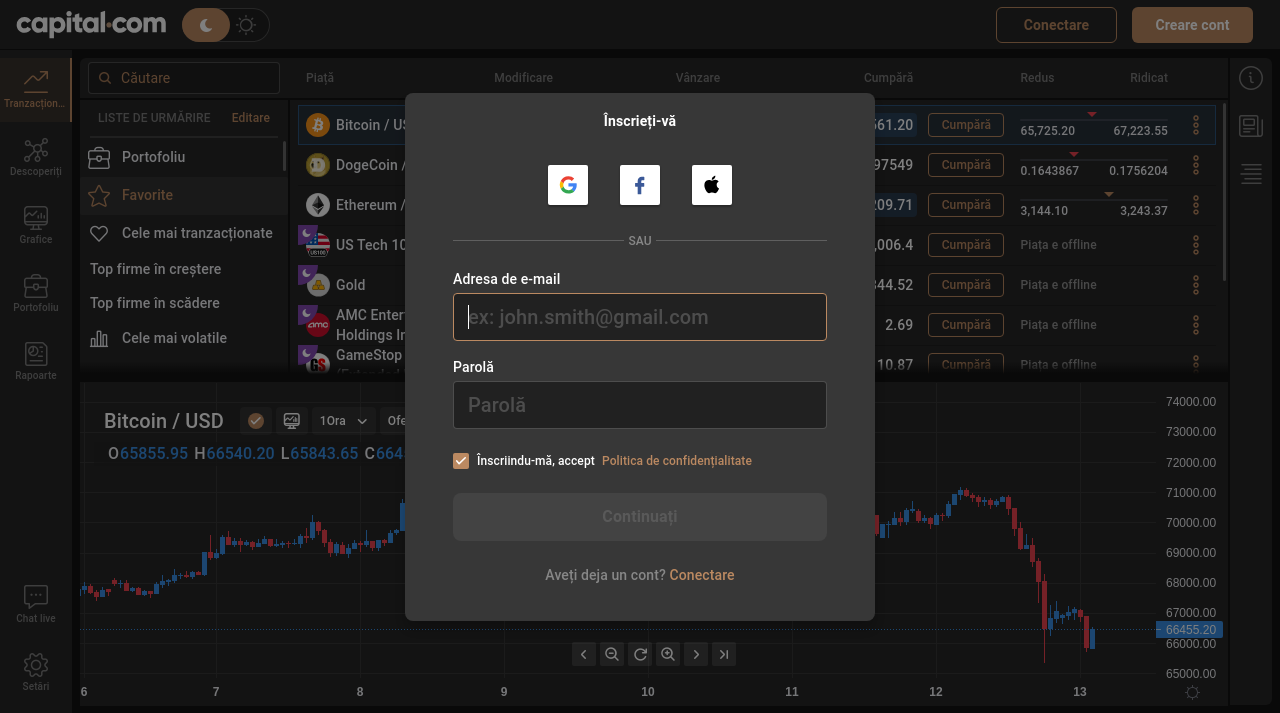 capital.com
Conectare
Creare cont
Căutare
Piață
Modificare
Vânzare
Cumpără
Redus
Ridicat
Tranzacțion...
Descoperiți
Grafice
Portofoliu
Rapoarte
Chat live
Setări
LISTE DE URMĂRIRE
Editare
Portofoliu
Favorite
Cele mai tranzacționate
Top firme în creștere
Top firme în scădere
Cele mai volatile
Bitcoin / US
561.20
Cumpără
65,725.20
67,223.55
DogeCoin /
97549
Cumpără
0.1643867
0.1756204
Ethereum /
209.71
Cumpără
3,144.10
3,243.37
US Tech 10
,006.4
Cumpără
Piața e offline
Gold
344.52
Cumpără
Piața e offline
AMC Enter
Holdings In
2.69
Cumpără
Piața e offline
GameStop
10.87
Cumpără
Piața e offline
Înscrieți-vă
SAU
Adresa de e-mail
ex: john.smith@gmail.com
Parolă
Parolă
Înscriindu-mă, accept Politica de confidențialitate
Continuați
Aveți deja un cont? Conectare
Bitcoin / USD
1Ora
Ofe
O65855.95 H66540.20 L65843.65 C664
74000.00
73000.00
72000.00
71000.00
70000.00
69000.00
68000.00
67000.00
66455.20
66000.00
65000.00
6 7 8 9 10 11 12 13